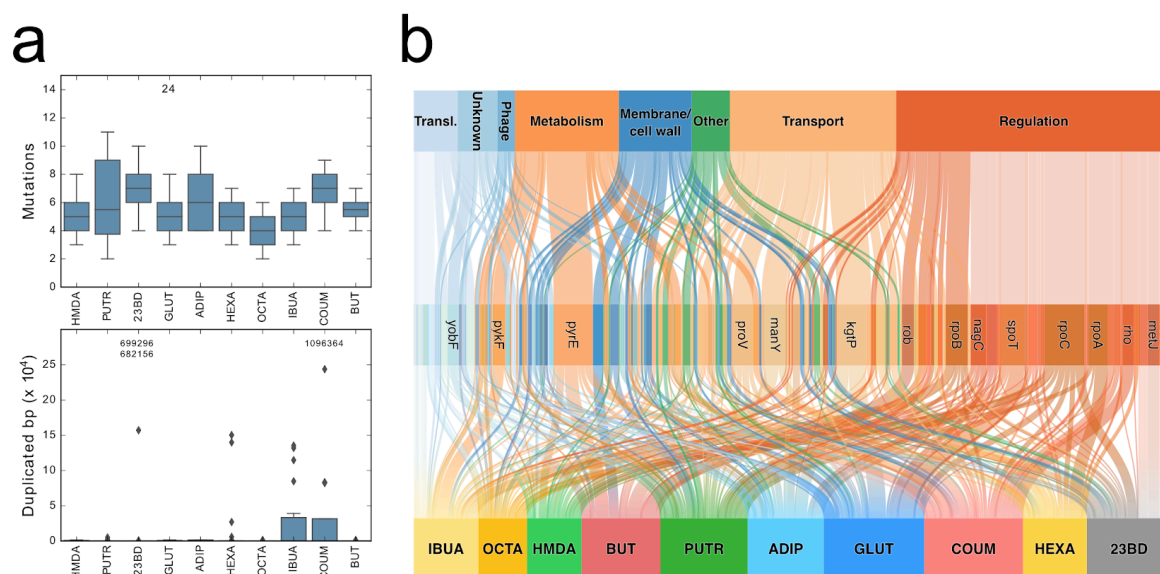 a
b
14
12
10
8
6
4
2
0
Mutations
24
HMDA
PUTR
23BD
GLUT
ADIP
HEXA
OCTA
IBUA
COUM
BUT
25
20
15
10
5
0
Duplicated bp (x 10⁴)
699296
682156
1096364
HMDA
PUTR
23BD
GLUT
ADIP
HEXA
OCTA
IBUA
COUM
BUT
Transl.
Unknown
Phage
Metabolism
Membrane/
cell wall
Other
Transport
Regulation
yobF
pykF
pyrE
proV
manY
kgtP
rob
rpoB
nagC
spoT
rpoC
rpoA
rho
metJ
IBUA
OCTA
HMDA
BUT
PUTR
ADIP
GLUT
COUM
HEXA
23BD